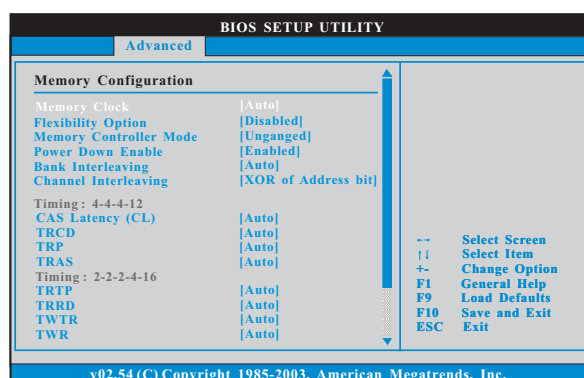 BIOS SETUP UTILITY
Advanced
Memory Configuration
Memory Clock [Auto]
Flexibility Option [Disabled]
Memory Controller Mode [Unganged]
Power Down Enable [Enabled]
Bank Interleaving [Auto]
Channel Interleaving [XOR of Address bit]
Timing : 4-4-4-12
CAS Latency (CL) [Auto]
TRCD [Auto]
TRP [Auto]
TRAS [Auto]
Timing : 2-2-2-4-16
TRTP [Auto]
TRRD [Auto]
TWTR [Auto]
TWR [Auto]
←→ Select Screen
↑↓ Select Item
+- Change Option
F1 General Help
F9 Load Defaults
F10 Save and Exit
ESC Exit
v02.54 (C) Copyright 1985-2003, American Megatrends, Inc.